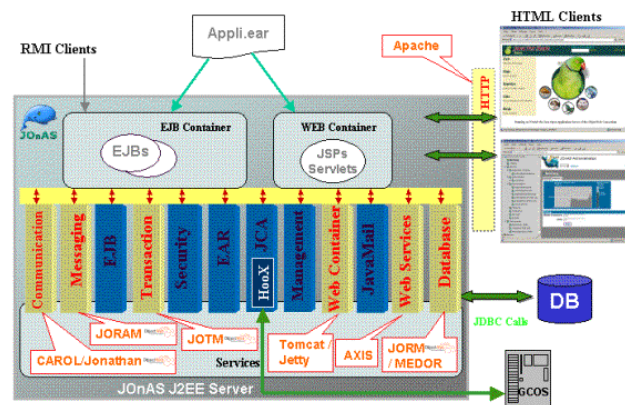 Appli.ear
HTML Clients
RMI Clients
Apache
HTTP
JOnAS
EJB Container
WEB Container
EJBs
JSPs
Servlets
Communication
Messaging
EJB
Transaction
Security
EAR
JCA
HooX
Management
Web Container
JavaMail
Web Services
Database
DB
JDBC Calls
JORAM
JOTM
CAROL/Jonathan
Services
Tomcat /
Jetty
AXIS
JORM
/ MEDOR
GCOS
JOnAS J2EE Server